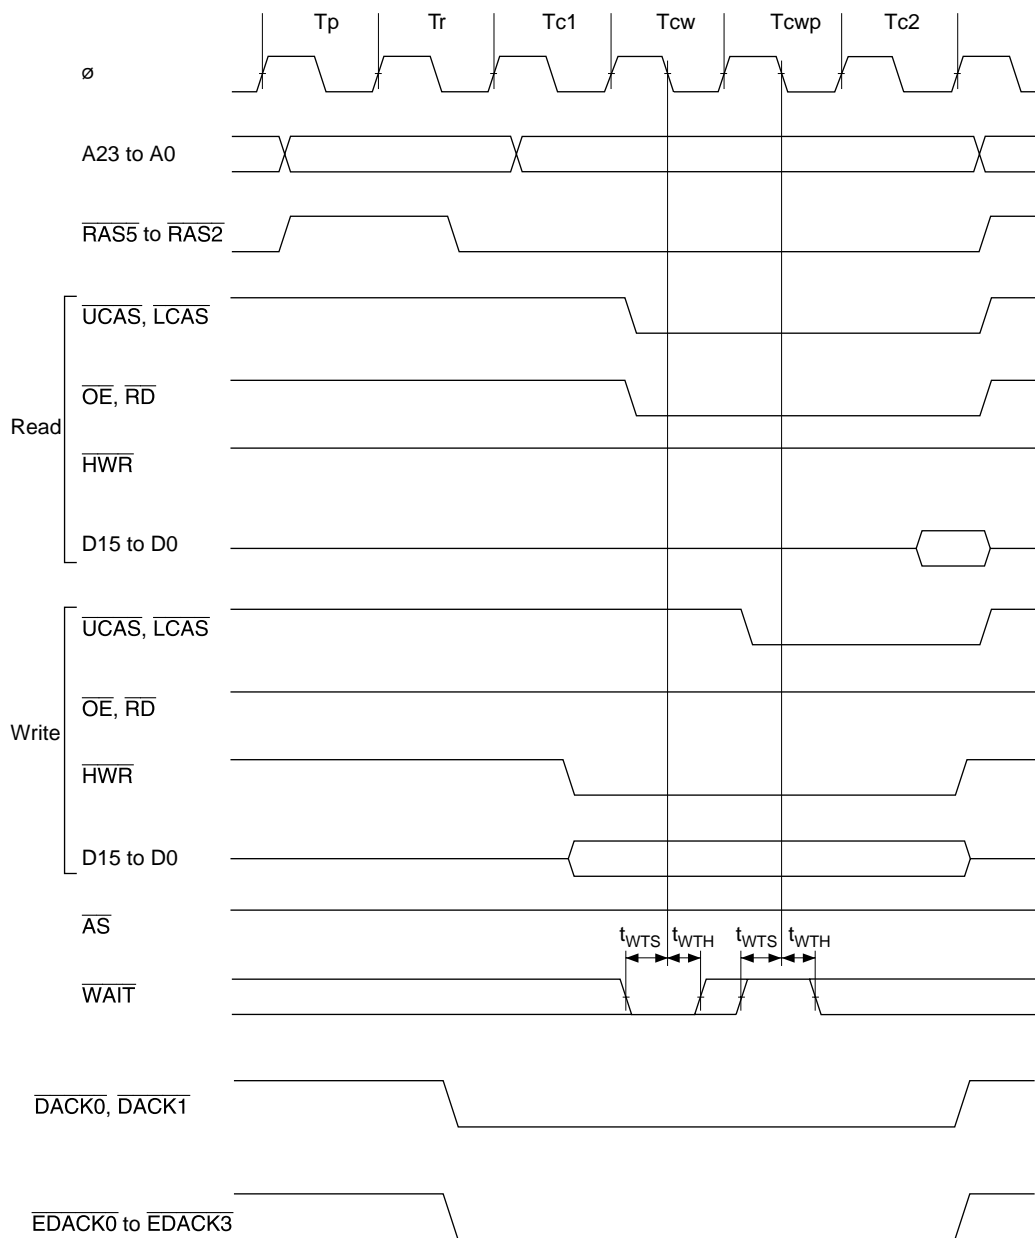 Tp Tr Tc1 Tcw Tcwp Tc2
ø
A23 to A0
RAS5 to RAS2
UCAS, LCAS
OE, RD
Read
HWR
D15 to D0
UCAS, LCAS
OE, RD
Write
HWR
D15 to D0
AS
tWTS tWTH tWTS tWTH
WAIT
DACK0, DACK1
EDACK0 to EDACK3